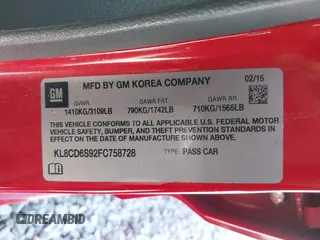 GM
MFD BY GM KOREA COMPANY
02/15
GVWR GAWR FRT GAWR RR
1410KG/3109LB 790KG/1742LB 710KG/1565LB
THIS VEHICLE CONFORMS TO ALL APPLICABLE U.S. FEDERAL MOTOR
VEHICLE SAFETY, BUMPER, AND THEFT PREVENTION STANDARDS
IN EFFECT ON THE DATE OF MANUFACTURE SHOWN ABOVE.
KL8CD6S92FC758728 TYPE: PASS CAR
DREAMBID